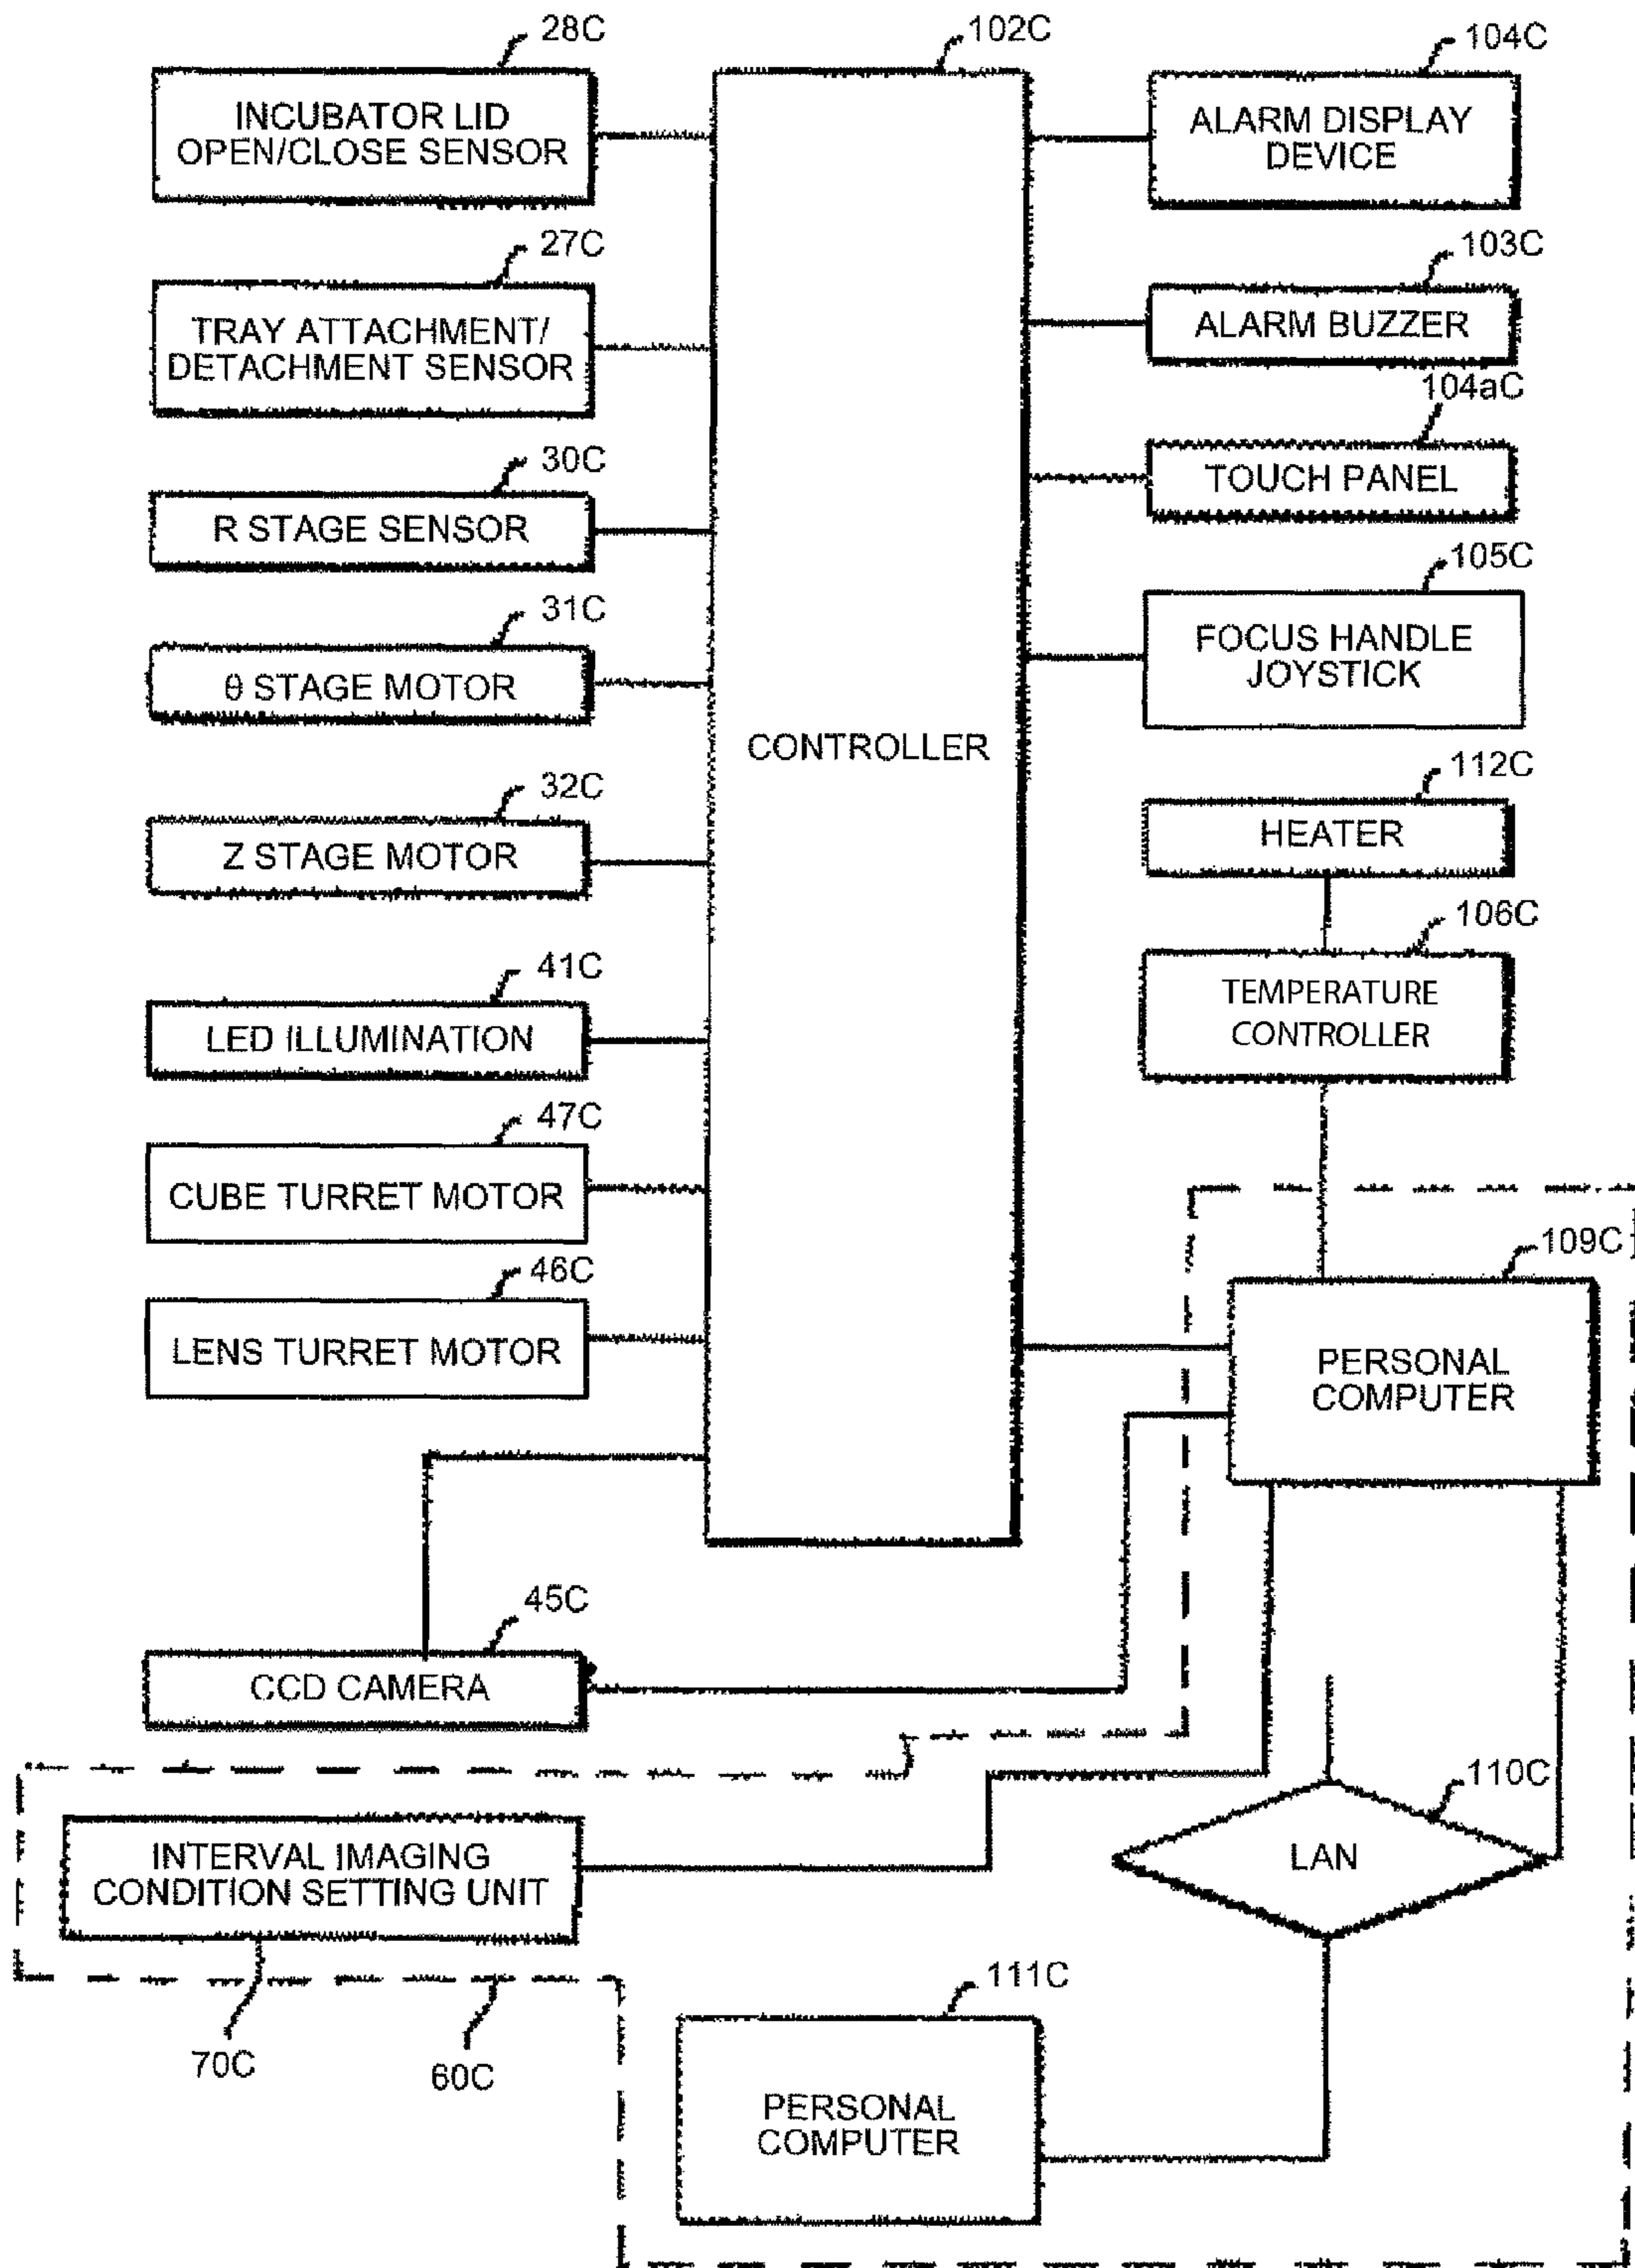 28C
INCUBATOR LID
OPEN/CLOSE SENSOR
27C
TRAY ATTACHMENT/
DETACHMENT SENSOR
30C
R STAGE SENSOR
31C
θ STAGE MOTOR
32C
Z STAGE MOTOR
41C
LED ILLUMINATION
47C
CUBE TURRET MOTOR
46C
LENS TURRET MOTOR
102C
CONTROLLER
104C
ALARM DISPLAY
DEVICE
103C
ALARM BUZZER
104aC
TOUCH PANEL
105C
FOCUS HANDLE
JOYSTICK
112C
HEATER
106C
TEMPERATURE
CONTROLLER
109C
PERSONAL
COMPUTER
45C
CCD CAMERA
110C
LAN
INTERVAL IMAGING
CONDITION SETTING UNIT
70C
60C
111C
PERSONAL
COMPUTER